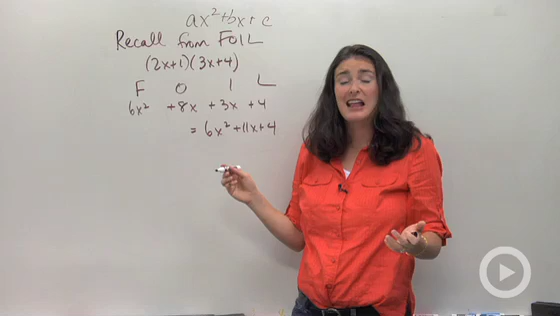 ax²+bx+c
Recall from FOIL
(2x+1)(3x+4)
F O I L
6x² +8x +3x +4
= 6x²+11x+4